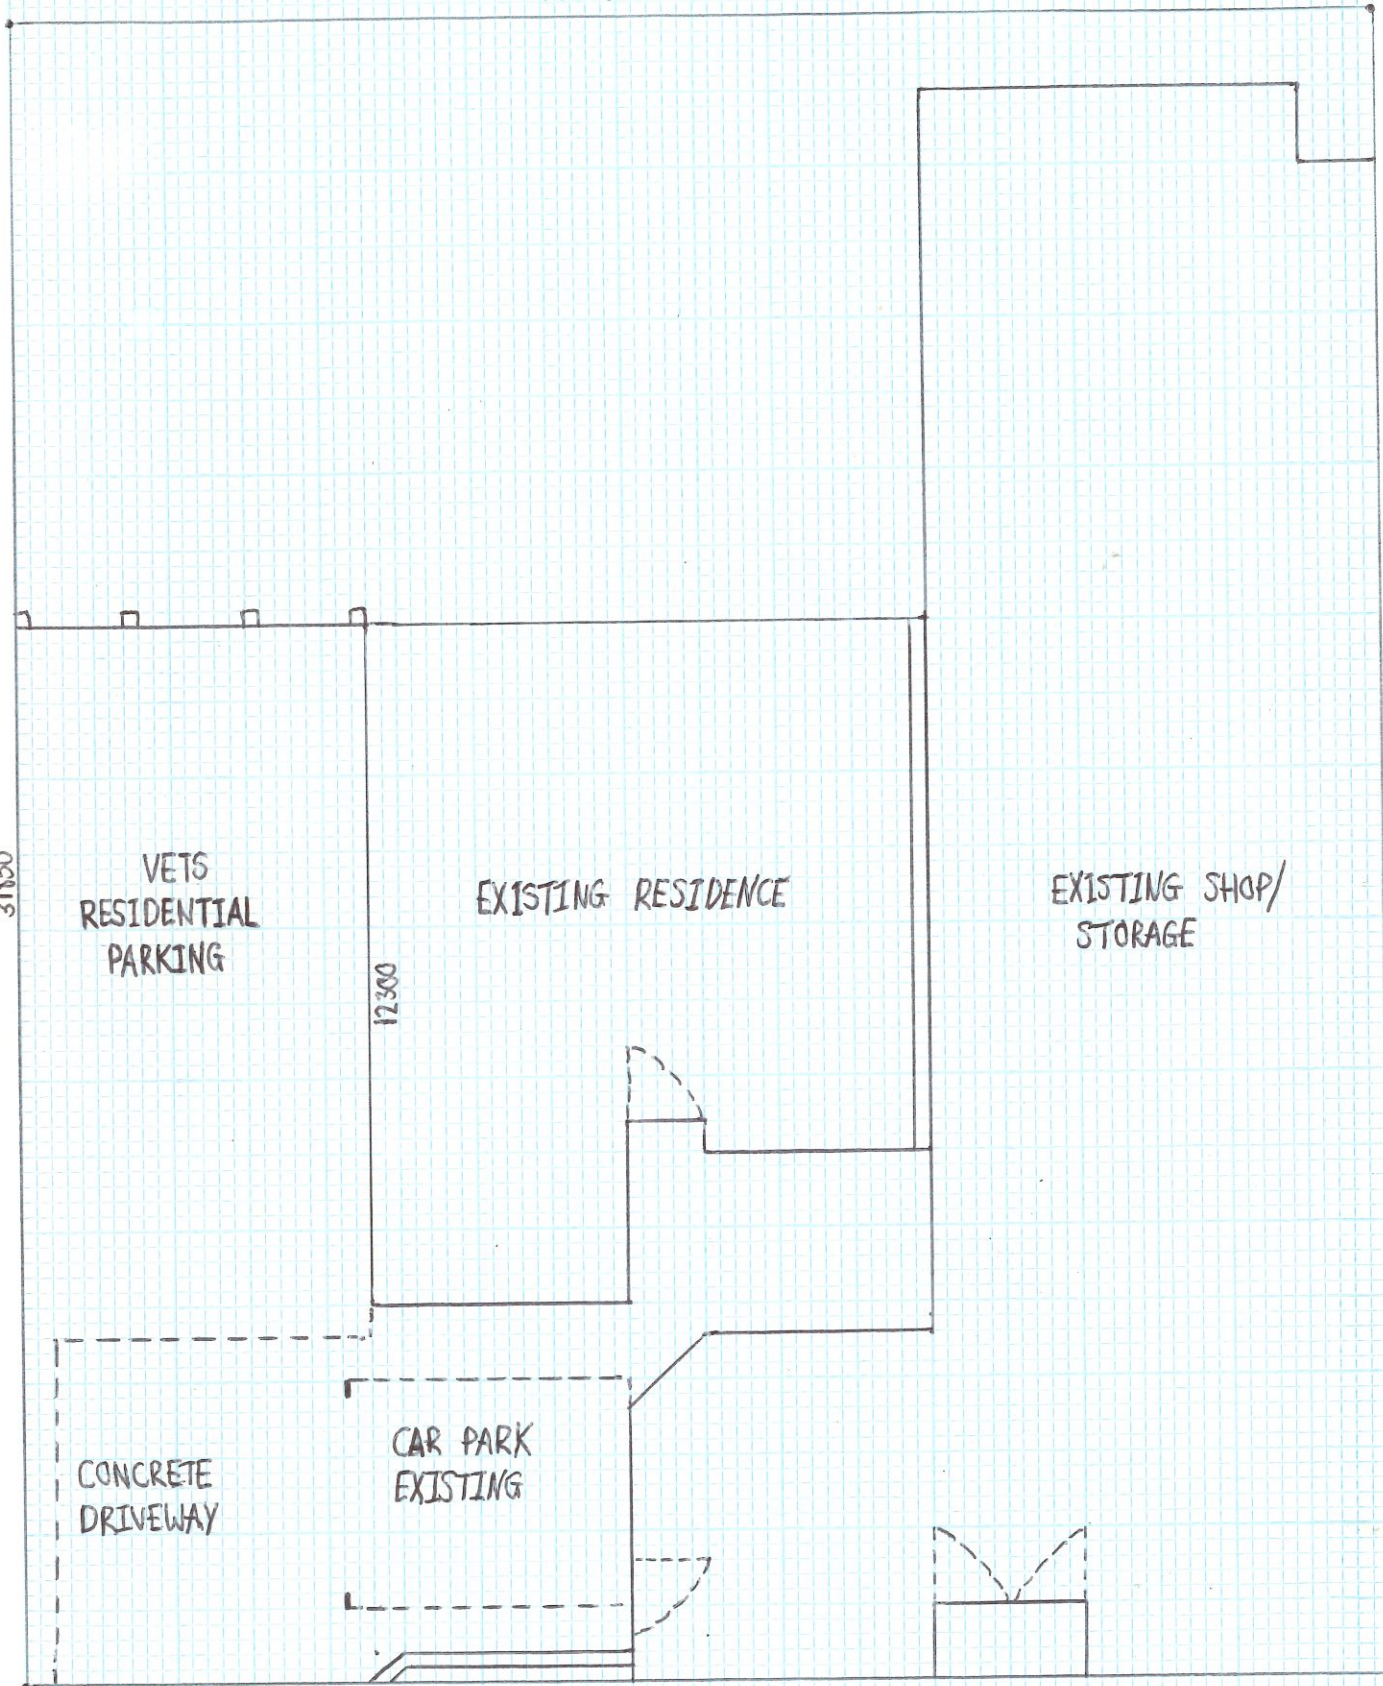 VETS
RESIDENTIAL
PARKING
EXISTING RESIDENCE
EXISTING SHOP/
STORAGE
12300
CAR PARK
EXISTING
CONCRETE
DRIVEWAY